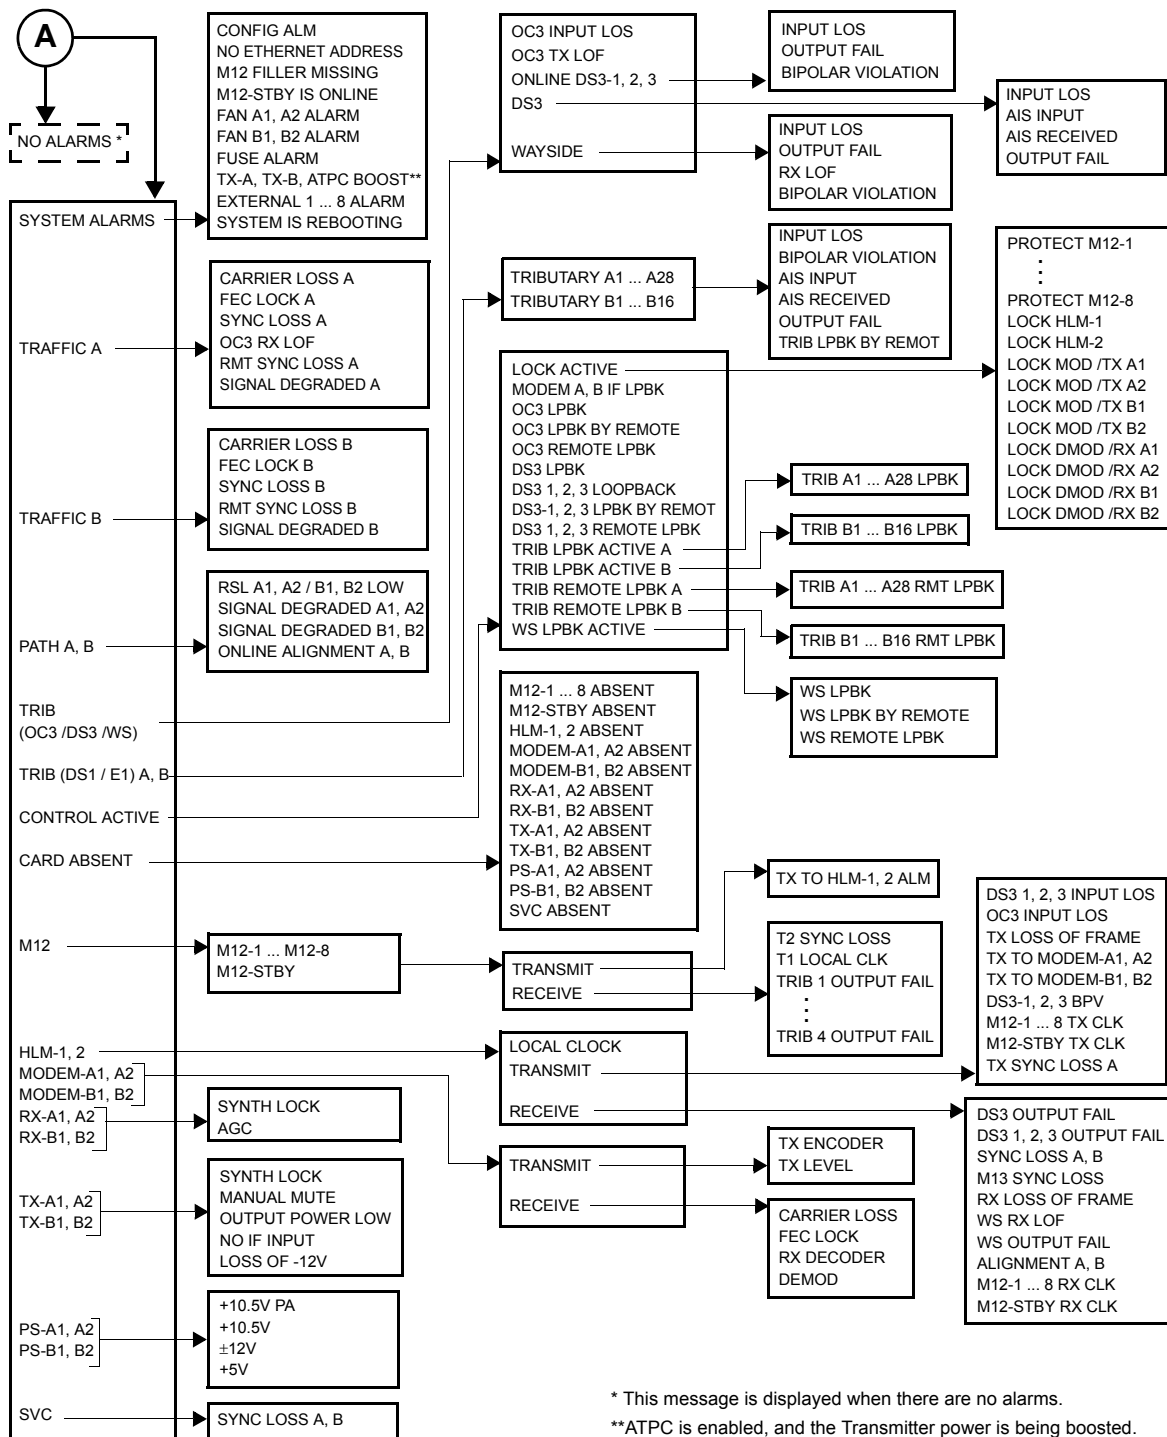 A
NO ALARMS *
SYSTEM ALARMS
CONFIG ALM
NO ETHERNET ADDRESS
M12 FILLER MISSING
M12-STBY IS ONLINE
FAN A1, A2 ALARM
FAN B1, B2 ALARM
FUSE ALARM
TX-A, TX-B, ATPC BOOST**
EXTERNAL 1 ... 8 ALARM
SYSTEM IS REBOOTING
TRAFFIC A
CARRIER LOSS A
FEC LOCK A
SYNC LOSS A
OC3 RX LOF
RMT SYNC LOSS A
SIGNAL DEGRADED A
TRAFFIC B
CARRIER LOSS B
FEC LOCK B
SYNC LOSS B
RMT SYNC LOSS B
SIGNAL DEGRADED B
PATH A, B
RSL A1, A2 / B1, B2 LOW
SIGNAL DEGRADED A1, A2
SIGNAL DEGRADED B1, B2
ONLINE ALIGNMENT A, B
TRIB
(OC3 /DS3 /WS)
OC3 INPUT LOS
OC3 TX LOF
ONLINE DS3-1, 2, 3
DS3
WAYSIDE
INPUT LOS
OUTPUT FAIL
BIPOLAR VIOLATION
INPUT LOS
AIS INPUT
AIS RECEIVED
OUTPUT FAIL
INPUT LOS
OUTPUT FAIL
RX LOF
BIPOLAR VIOLATION
TRIB (DS1 / E1) A, B
TRIBUTARY A1 ... A28
TRIBUTARY B1 ... B16
INPUT LOS
BIPOLAR VIOLATION
AIS INPUT
AIS RECEIVED
OUTPUT FAIL
TRIB LPBK BY REMOT
CONTROL ACTIVE
LOCK ACTIVE
MODEM A, B IF LPBK
OC3 LPBK
OC3 LPBK BY REMOTE
OC3 REMOTE LPBK
DS3 LPBK
DS3 1, 2, 3 LOOPBACK
DS3-1, 2, 3 LPBK BY REMOT
DS3 1, 2, 3 REMOTE LPBK
TRIB LPBK ACTIVE A
TRIB LPBK ACTIVE B
TRIB REMOTE LPBK A
TRIB REMOTE LPBK B
WS LPBK ACTIVE
PROTECT M12-1
PROTECT M12-8
LOCK HLM-1
LOCK HLM-2
LOCK MOD /TX A1
LOCK MOD /TX A2
LOCK MOD /TX B1
LOCK MOD /TX B2
LOCK DMOD /RX A1
LOCK DMOD /RX A2
LOCK DMOD /RX B1
LOCK DMOD /RX B2
TRIB A1 ... A28 LPBK
TRIB B1 ... B16 LPBK
TRIB A1 ... A28 RMT LPBK
TRIB B1 ... B16 RMT LPBK
WS LPBK
WS LPBK BY REMOTE
WS REMOTE LPBK
CARD ABSENT
M12-1 ... 8 ABSENT
M12-STBY ABSENT
HLM-1, 2 ABSENT
MODEM-A1, A2 ABSENT
MODEM-B1, B2 ABSENT
RX-A1, A2 ABSENT
RX-B1, B2 ABSENT
TX-A1, A2 ABSENT
TX-B1, B2 ABSENT
PS-A1, A2 ABSENT
PS-B1, B2 ABSENT
SVC ABSENT
M12
M12-1 ... M12-8
M12-STBY
TRANSMIT
RECEIVE
TX TO HLM-1, 2 ALM
T2 SYNC LOSS
T1 LOCAL CLK
TRIB 1 OUTPUT FAIL
TRIB 4 OUTPUT FAIL
HLM-1, 2
LOCAL CLOCK
TRANSMIT
RECEIVE
DS3 1, 2, 3 INPUT LOS
OC3 INPUT LOS
TX LOSS OF FRAME
TX TO MODEM-A1, A2
TX TO MODEM-B1, B2
DS3-1, 2, 3 BPV
M12-1 ... 8 TX CLK
M12-STBY TX CLK
TX SYNC LOSS A
DS3 OUTPUT FAIL
DS3 1, 2, 3 OUTPUT FAIL
SYNC LOSS A, B
M13 SYNC LOSS
RX LOSS OF FRAME
WS RX LOF
WS OUTPUT FAIL
ALIGNMENT A, B
M12-1 ... 8 RX CLK
M12-STBY RX CLK
MODEM-A1, A2
MODEM-B1, B2
TRANSMIT
RECEIVE
TX ENCODER
TX LEVEL
CARRIER LOSS
FEC LOCK
RX DECODER
DEMOD
RX-A1, A2
RX-B1, B2
SYNTH LOCK
AGC
TX-A1, A2
TX-B1, B2
SYNTH LOCK
MANUAL MUTE
OUTPUT POWER LOW
NO IF INPUT
LOSS OF -12V
PS-A1, A2
PS-B1, B2
+10.5V PA
+10.5V
±12V
+5V
SVC
SYNC LOSS A, B
* This message is displayed when there are no alarms.
**ATPC is enabled, and the Transmitter power is being boosted.